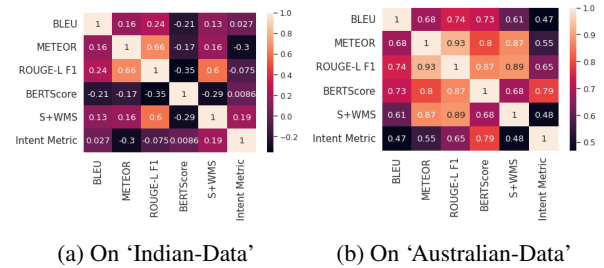 BLEU 1 0.16 0.24 -0.21 0.13 0.027
METEOR 0.16 1 0.66 -0.17 0.16 -0.3
ROUGE-L F1 0.24 0.66 1 -0.35 0.6 -0.075
BERTScore -0.21 -0.17 -0.35 1 -0.29 0.0086
S+WMS 0.13 0.16 0.6 -0.29 1 0.19
Intent Metric 0.027 -0.3 -0.075 0.0086 0.19 1
BLEU METEOR ROUGE-L F1 BERTScore S+WMS Intent Metric
1.0
0.8
0.6
0.4
0.2
0.0
−0.2
(a) On ‘Indian-Data’
BLEU 1 0.68 0.74 0.73 0.61 0.47
METEOR 0.68 1 0.93 0.8 0.87 0.55
ROUGE-L F1 0.74 0.93 1 0.87 0.89 0.65
BERTScore 0.73 0.8 0.87 1 0.68 0.79
S+WMS 0.61 0.87 0.89 0.68 1 0.48
Intent Metric 0.47 0.55 0.65 0.79 0.48 1
BLEU METEOR ROUGE-L F1 BERTScore S+WMS Intent Metric
1.0
0.9
0.8
0.7
0.6
0.5
(b) On ‘Australian-Data’